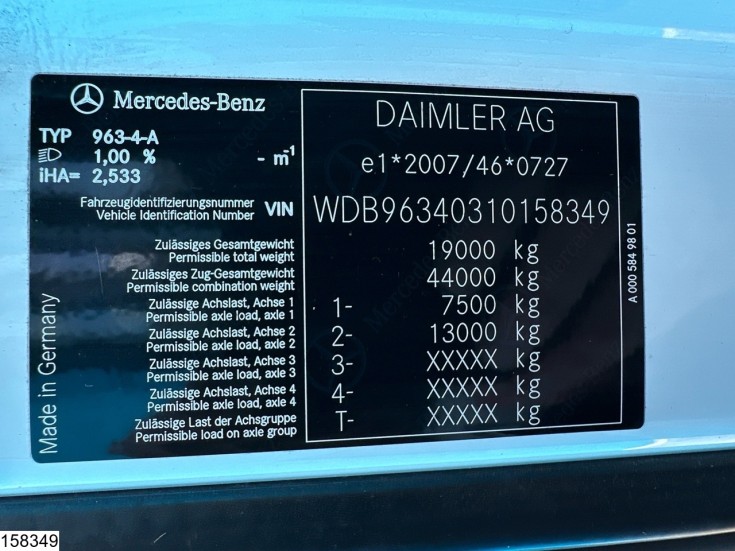 Mercedes-Benz
TYP 963-4-A
1,00 % - m-1
iHA= 2,533
DAIMLER AG
e1*2007/46*0727
Fahrzeugidentifizierungsnummer
Vehicle Identification Number VIN WDB96340310158349
Zulässiges Gesamtgewicht
Permissible total weight 19000 kg
Zulässiges Zug-Gesamtgewicht
Permissible combination weight 44000 kg
Zulässige Achslast, Achse 1
Permissible axle load, axle 1 1- 7500 kg
Zulässige Achslast, Achse 2
Permissible axle load, axle 2 2- 13000 kg
Zulässige Achslast, Achse 3
Permissible axle load, axle 3 3- XXXXX kg
Zulässige Achslast, Achse 4
Permissible axle load, axle 4 4- XXXXX kg
Zulässige Last der Achsgruppe
Permissible load on axle group T- XXXXX kg
Made in Germany
A 000 584 98 01
158349